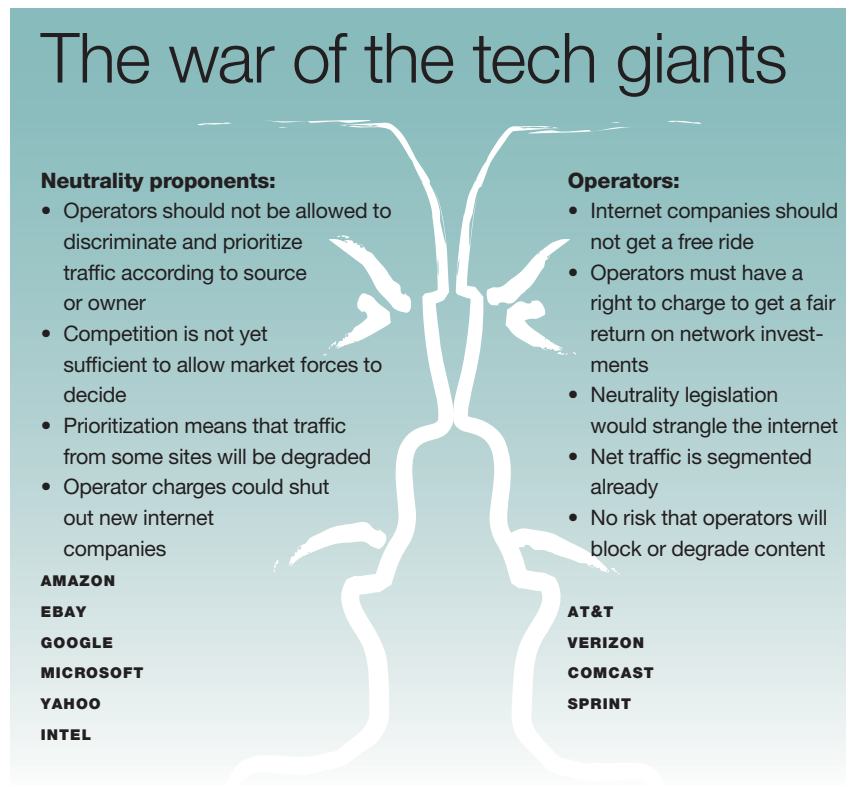 The war of the tech giants
Neutrality proponents:
• Operators should not be allowed to
discriminate and prioritize
traffic according to source
or owner
• Competition is not yet
sufficient to allow market forces to
decide
• Prioritization means that traffic
from some sites will be degraded
• Operator charges could shut
out new internet
companies
AMAZON
EBAY
GOOGLE
MICROSOFT
YAHOO
INTEL
Operators:
• Internet companies should
not get a free ride
• Operators must have a
right to charge to get a fair
return on network invest-
ments
• Neutrality legislation
would strangle the internet
• Net traffic is segmented
already
• No risk that operators will
block or degrade content
AT&T
VERIZON
COMCAST
SPRINT